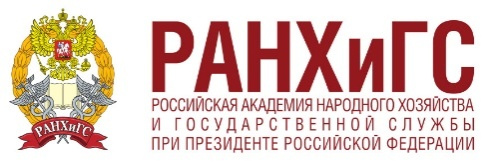 РАНХиГС
РОССИЙСКАЯ АКАДЕМИЯ НАРОДНОГО ХОЗЯЙСТВА
И ГОСУДАРСТВЕННОЙ СЛУЖБЫ
ПРИ ПРЕЗИДЕНТЕ РОССИЙСКОЙ ФЕДЕРАЦИИ
РАНХиГС